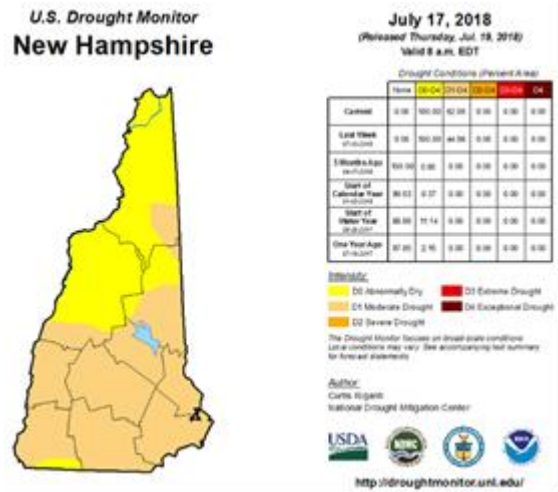 U.S. Drought Monitor
New Hampshire
July 17, 2018
(Released Thursday, Jul. 19, 2018)
Valid 8 a.m. EDT
Drought Conditions (Percent Area)
None D0-D4 D1-D4 D2-D4 D3-D4 D4
Current 0.00 100.00 0.00 0.00 0.00
Last Week 0.00 100.00 0.00 0.00 0.00
3 Months Ago 100.00 0.00 0.00 0.00 0.00
Start of
Calendar Year 0.00 0.00 0.00 0.00
Start of
Water Year 11.14 0.00 0.00 0.00 0.00
One Year Ago 0.00 0.00 0.00 0.00
Intensity:
D0 Abnormally Dry D3 Extreme Drought
D1 Moderate Drought D4 Exceptional Drought
D2 Severe Drought
The Drought Monitor focuses on broad-scale conditions.
Local conditions may vary. See accompanying text summary
for forecast statements.
Author:
Curtis Riganti
National Drought Mitigation Center
USDA
http://droughtmonitor.unl.edu/